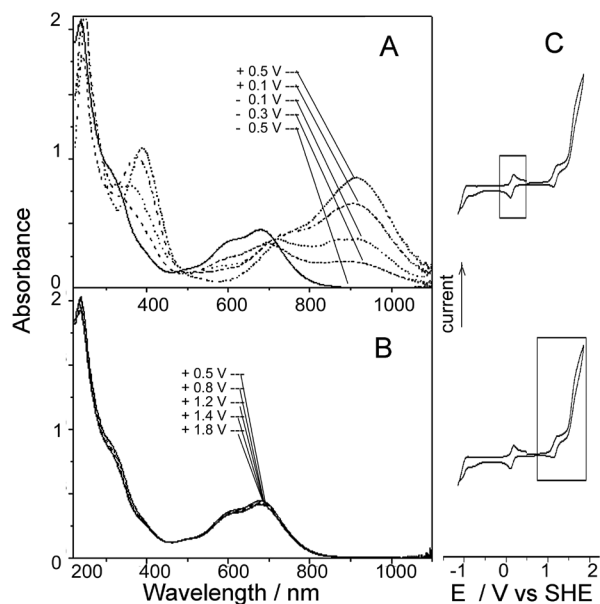 2
A
C
+ 0.5 V
+ 0.1 V
- 0.1 V
- 0.3 V
- 0.5 V
1
0
400
600
800
1000
Absorbance
current
2
B
+ 0.5 V
+ 0.8 V
+ 1.2 V
+ 1.4 V
+ 1.8 V
1
0
200
400
600
800
1000
Wavelength / nm
-1
0
1
2
E / V vs SHE